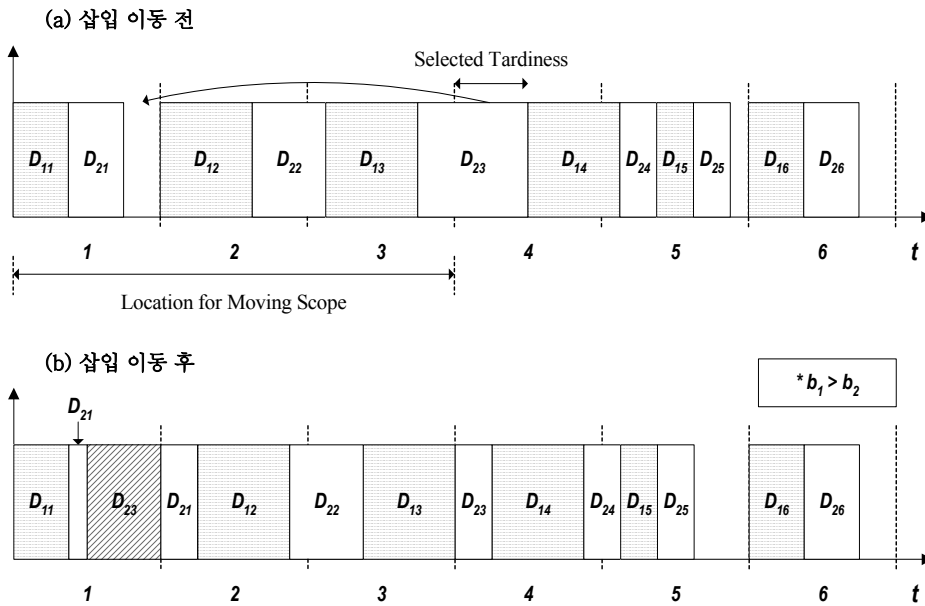 (a) 삽입 이동 전
Selected Tardiness
D11 D21 D12 D22 D13 D23 D14 D24 D15 D25 D16 D26
1 2 3 4 5 6 t
Location for Moving Scope
(b) 삽입 이동 후
* b1 > b2
D21
D11 D23 D21 D12 D22 D13 D23 D14 D24 D15 D25 D16 D26
1 2 3 4 5 6 t